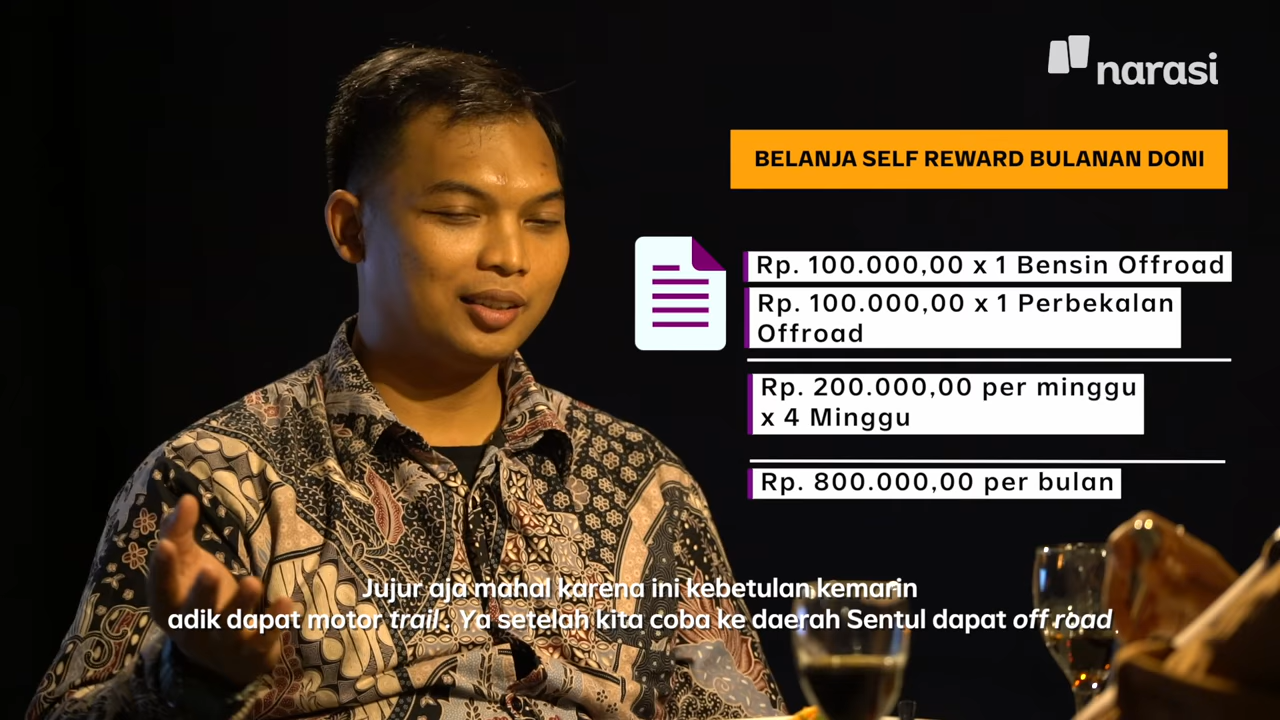 narasi
BELANJA SELF REWARD BULANAN DONI
Rp. 100.000,00 x 1 Bensin Offroad
Rp. 100.000,00 x 1 Perbekalan
Offroad
Rp. 200.000,00 per minggu
x 4 Minggu
Rp. 800.000,00 per bulan
Jujur aja mahal karena ini kebetulan kemarin
adik dapat motor trail. Ya setelah kita coba ke daerah Sentul dapat off road